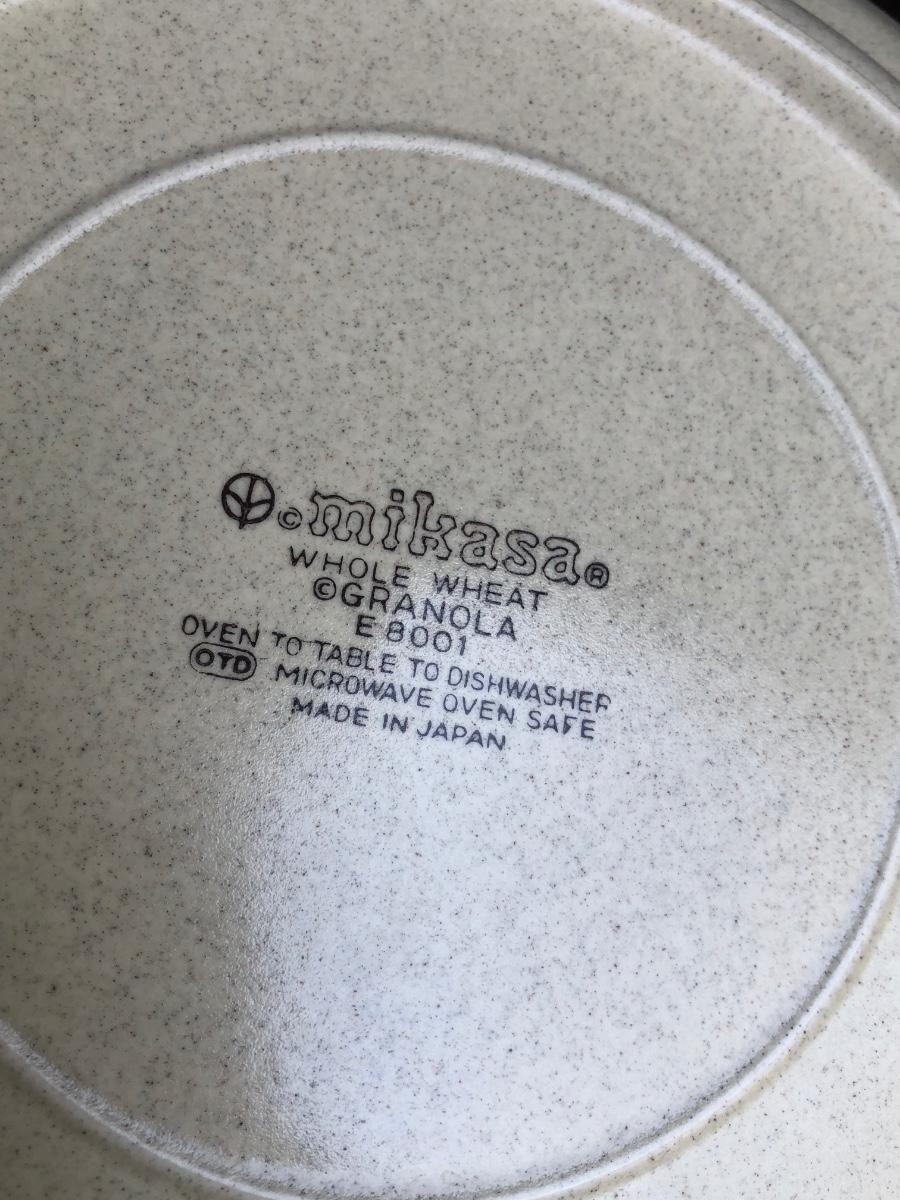 © mikasa ®
WHOLE WHEAT
© GRANOLA
E 8001
OVEN TO TABLE TO DISHWASHER
OTD MICROWAVE OVEN SAFE
MADE IN JAPAN